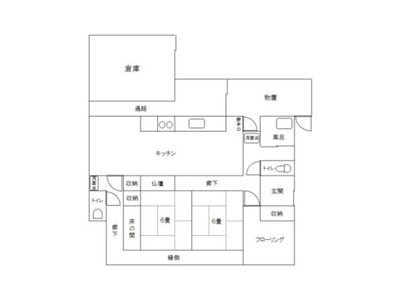 倉庫
通路
物置
勝手口
洗面台
風呂
キッチン
トイレ
洗面台
収納
仏壇
廊下
玄関
トイレ
収納
床の間
6畳
6畳
収納
廊下
フローリング
縁側